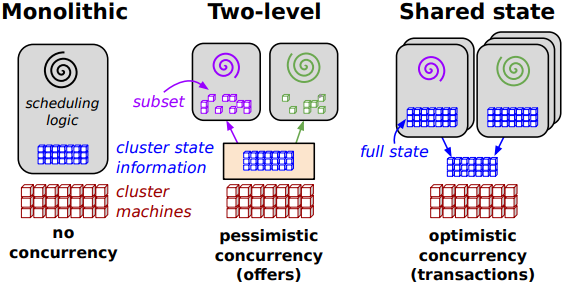 Monolithic
Two-level
Shared state
scheduling
logic
subset
cluster state
information
full state
cluster
machines
no
concurrency
pessimistic
concurrency
(offers)
optimistic
concurrency
(transactions)